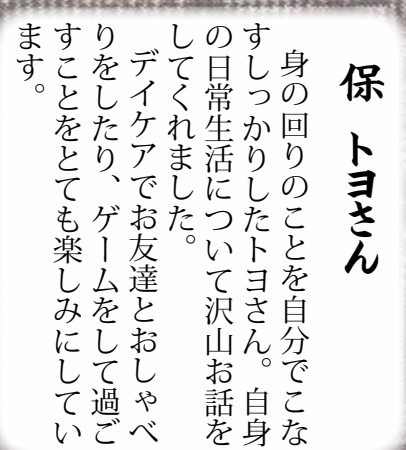 保 トヨさん
身の回りのことを自分でこな
すしっかりしたトヨさん。自身
の日常生活について沢山お話を
してくれました。
デイケアでお友達とおしゃべ
りをしたり、ゲームをして過ご
すことをとても楽しみにしてい
ます。